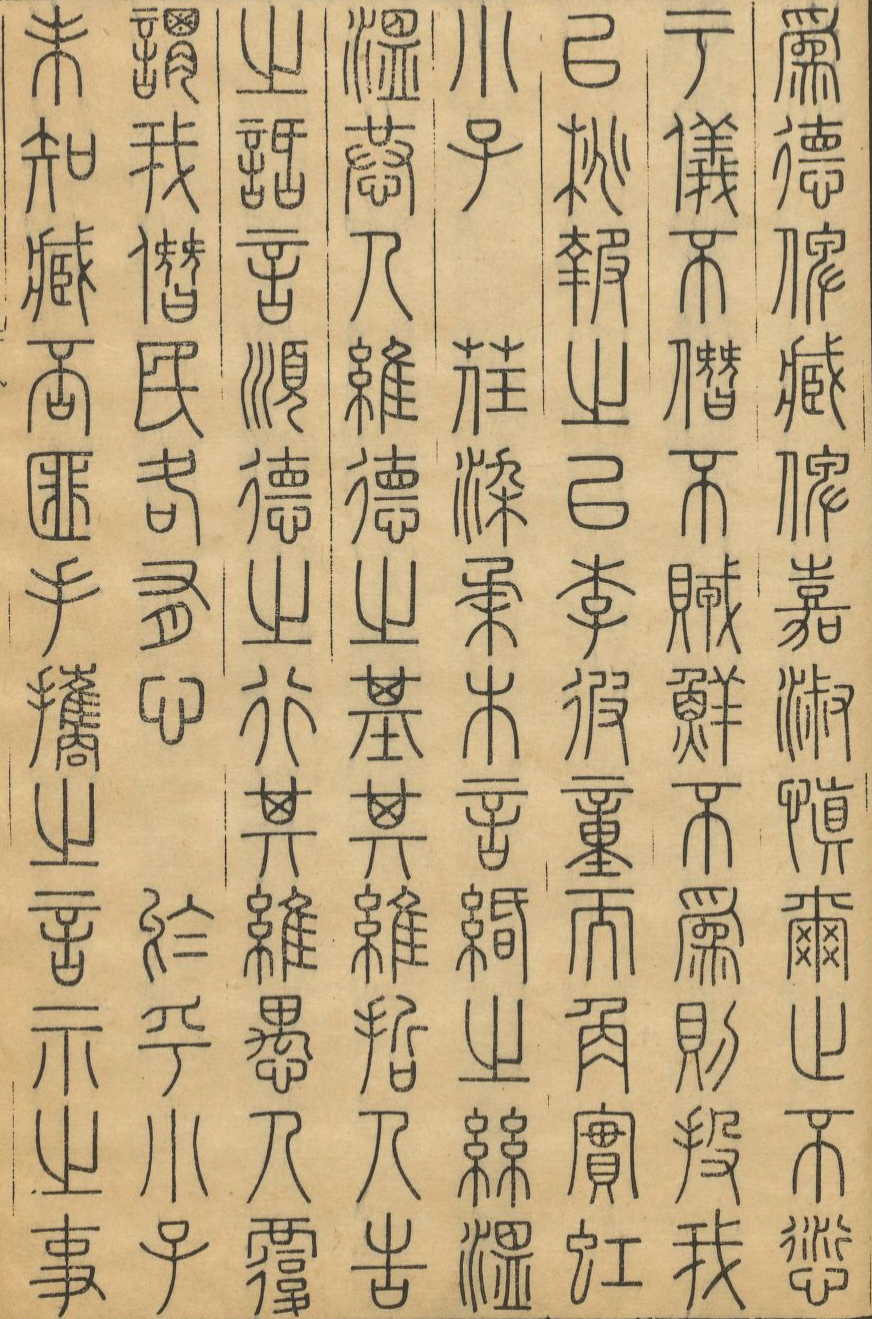 爲德俾臧俾嘉淑慎爾止不愆
于儀不僭不賊鮮不爲則投我
以桃報之以李彼童而角實虹
小子 荏染柔木言緡之絲溫
溫恭人維德之基其維哲人告
之話言順德之行其維愚人覆
謂我僭民各有心 於乎小子
未知臧否匪手攜之言示之事